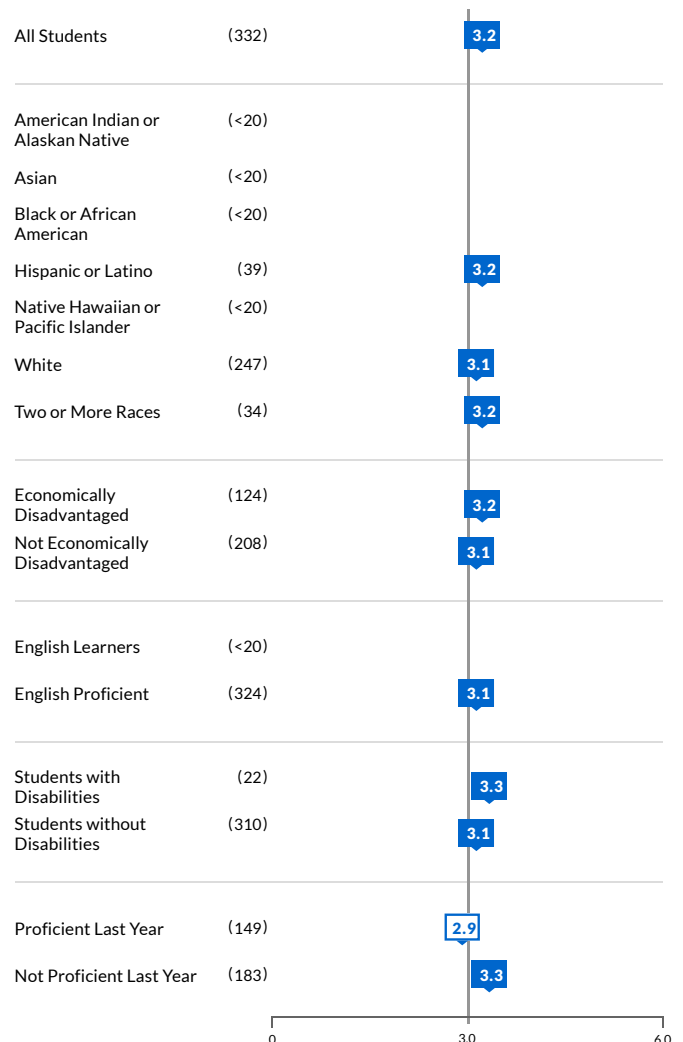 All Students (332) 3.2
American Indian or (<20)
Alaskan Native
Asian (<20)
Black or African (<20)
American
Hispanic or Latino (39) 3.2
Native Hawaiian or (<20)
Pacific Islander
White (247) 3.1
Two or More Races (34) 3.2
Economically (124)
Disadvantaged 3.2
Not Economically (208)
Disadvantaged 3.1
English Learners (<20)
English Proficient (324) 3.1
Students with (22)
Disabilities 3.3
Students without (310)
Disabilities 3.1
Proficient Last Year (149) 2.9
Not Proficient Last Year (183) 3.3
0 3.0 6.0